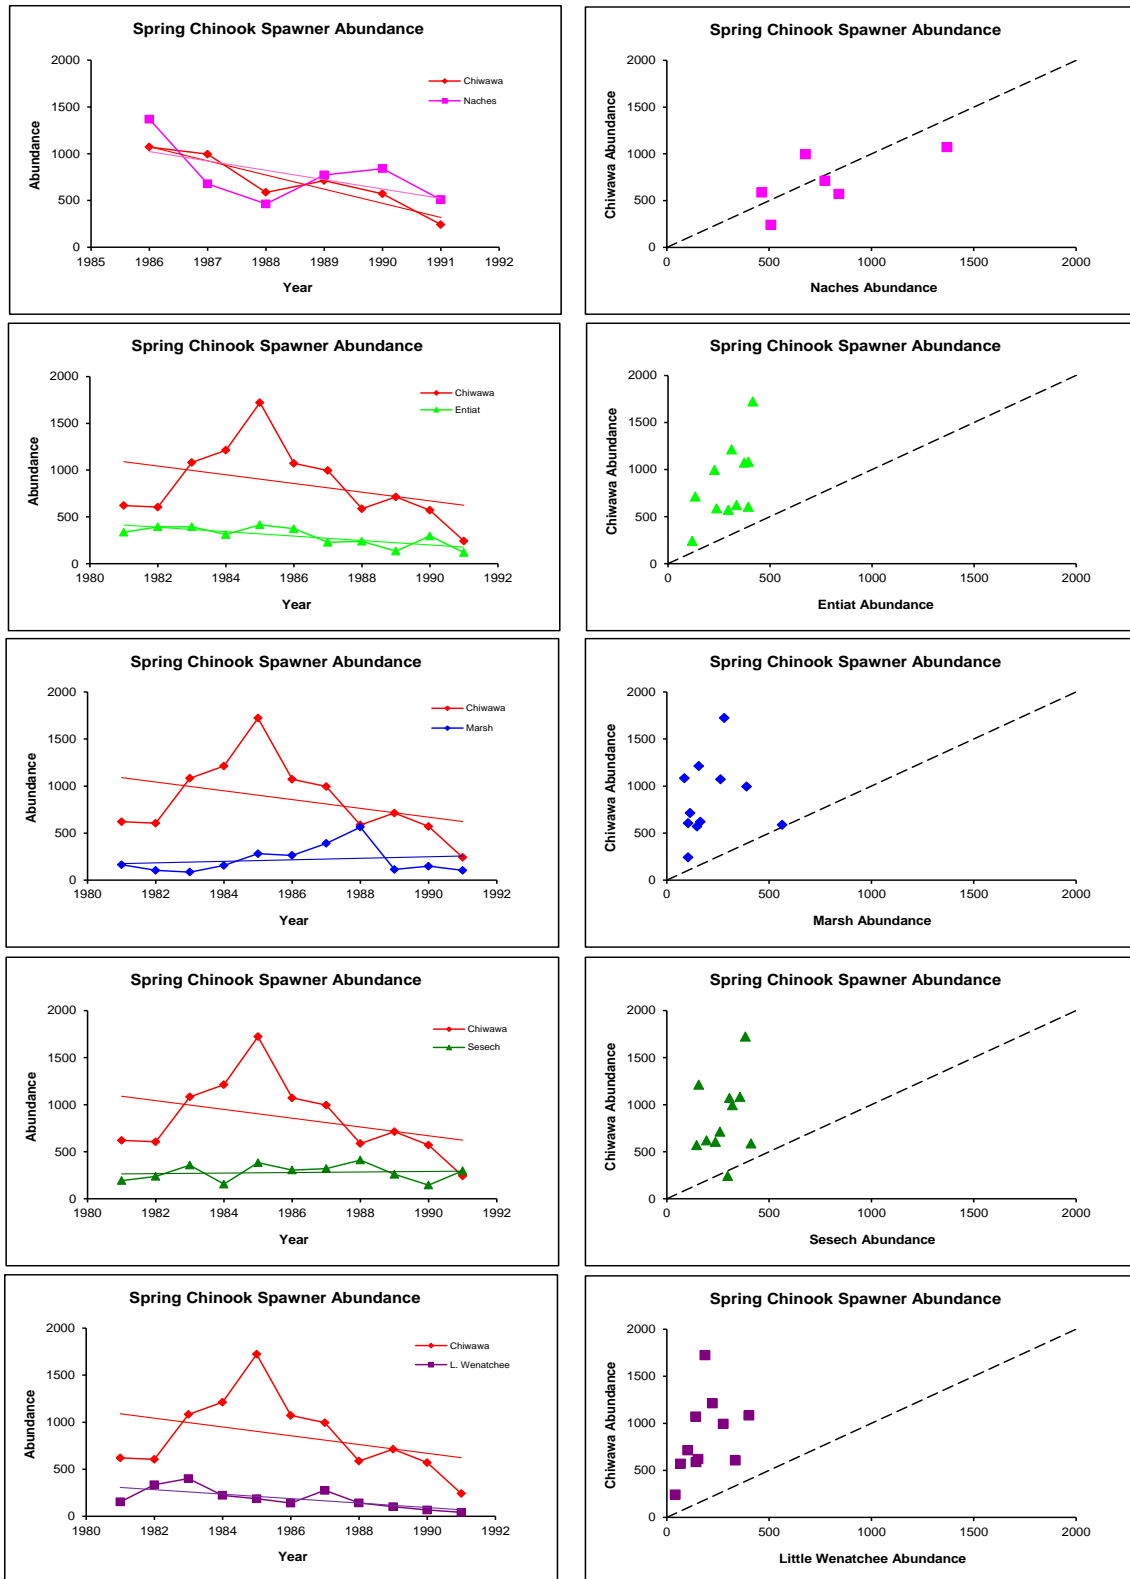 Spring Chinook Spawner Abundance
2000
1500
1000
500
0
Abundance
Chiwawa
Naches
1985 1986 1987 1988 1989 1990 1991 1992
Year
Spring Chinook Spawner Abundance
2000
1500
1000
500
0
Chiwawa Abundance
0 500 1000 1500 2000
Naches Abundance
Spring Chinook Spawner Abundance
2000
1500
1000
500
0
Abundance
Chiwawa
Entiat
1980 1982 1984 1986 1988 1990 1992
Year
Spring Chinook Spawner Abundance
2000
1500
1000
500
0
Chiwawa Abundance
0 500 1000 1500 2000
Entiat Abundance
Spring Chinook Spawner Abundance
2000
1500
1000
500
0
Abundance
Chiwawa
Marsh
1980 1982 1984 1986 1988 1990 1992
Year
Spring Chinook Spawner Abundance
2000
1500
1000
500
0
Chiwawa Abundance
0 500 1000 1500 2000
Marsh Abundance
Spring Chinook Spawner Abundance
2000
1500
1000
500
0
Abundance
Chiwawa
Sesech
1980 1982 1984 1986 1988 1990 1992
Year
Spring Chinook Spawner Abundance
2000
1500
1000
500
0
Chiwawa Abundance
0 500 1000 1500 2000
Sesech Abundance
Spring Chinook Spawner Abundance
2000
1500
1000
500
0
Abundance
Chiwawa
L. Wenatchee
1980 1982 1984 1986 1988 1990 1992
Year
Spring Chinook Spawner Abundance
2000
1500
1000
500
0
Chiwawa Abundance
0 500 1000 1500 2000
Little Wenatchee Abundance